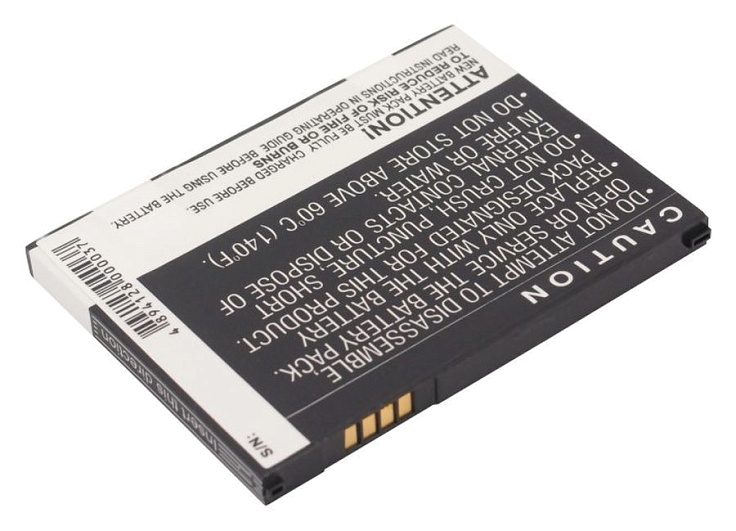 CAUTION
• DO NOT ATTEMPT TO DISASSEMBLE
OPEN OR SERVICE THE BATTERY PACK.
• REPLACE ONLY WITH THE BATTERY
PACK DESIGNATED FOR THIS PRODUCT.
• DO NOT CRUSH, PUNCTURE, SHORT
EXTERNAL CONTACTS OR DISPOSE OF
IN FIRE OR WATER.
• DO NOT STORE ABOVE 60°C (140°F).
ATTENTION!
TO REDUCE RISK OF FIRE OR BURNS
NEW BATTERY PACK MUST BE FULLY CHARGED BEFORE USE.
READ INSTRUCTIONS IN OPERATING GUIDE BEFORE USING THE BATTERY.
4 894128 000037
S/N:
Insert this direction